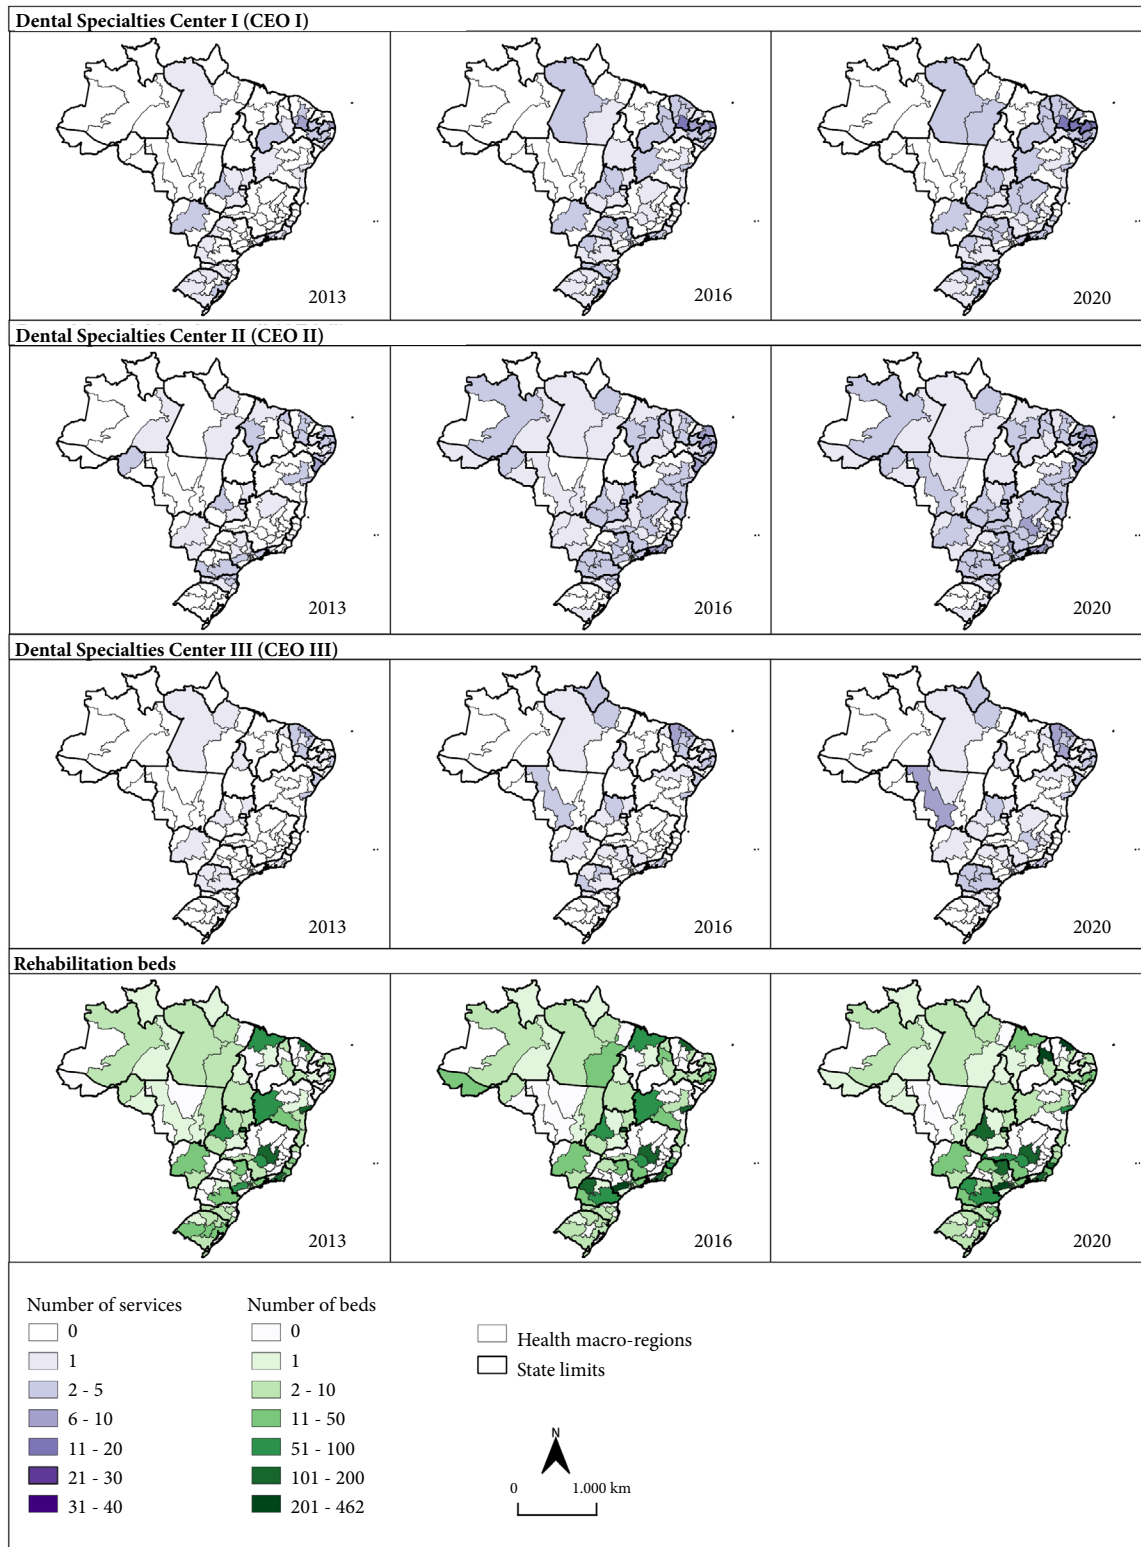 Dental Specialties Center I (CEO I)
2013
2016
2020
Dental Specialties Center II (CEO II)
2013
2016
2020
Dental Specialties Center III (CEO III)
2013
2016
2020
Rehabilitation beds
2013
2016
2020
Number of services
0
1
2 - 5
6 - 10
11 - 20
21 - 30
31 - 40
Number of beds
0
1
2 - 10
11 - 50
51 - 100
101 - 200
201 - 462
Health macro-regions
State limits
N
0 1.000 km